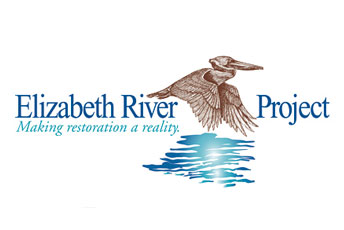 Elizabeth River Project
Making restoration a reality.